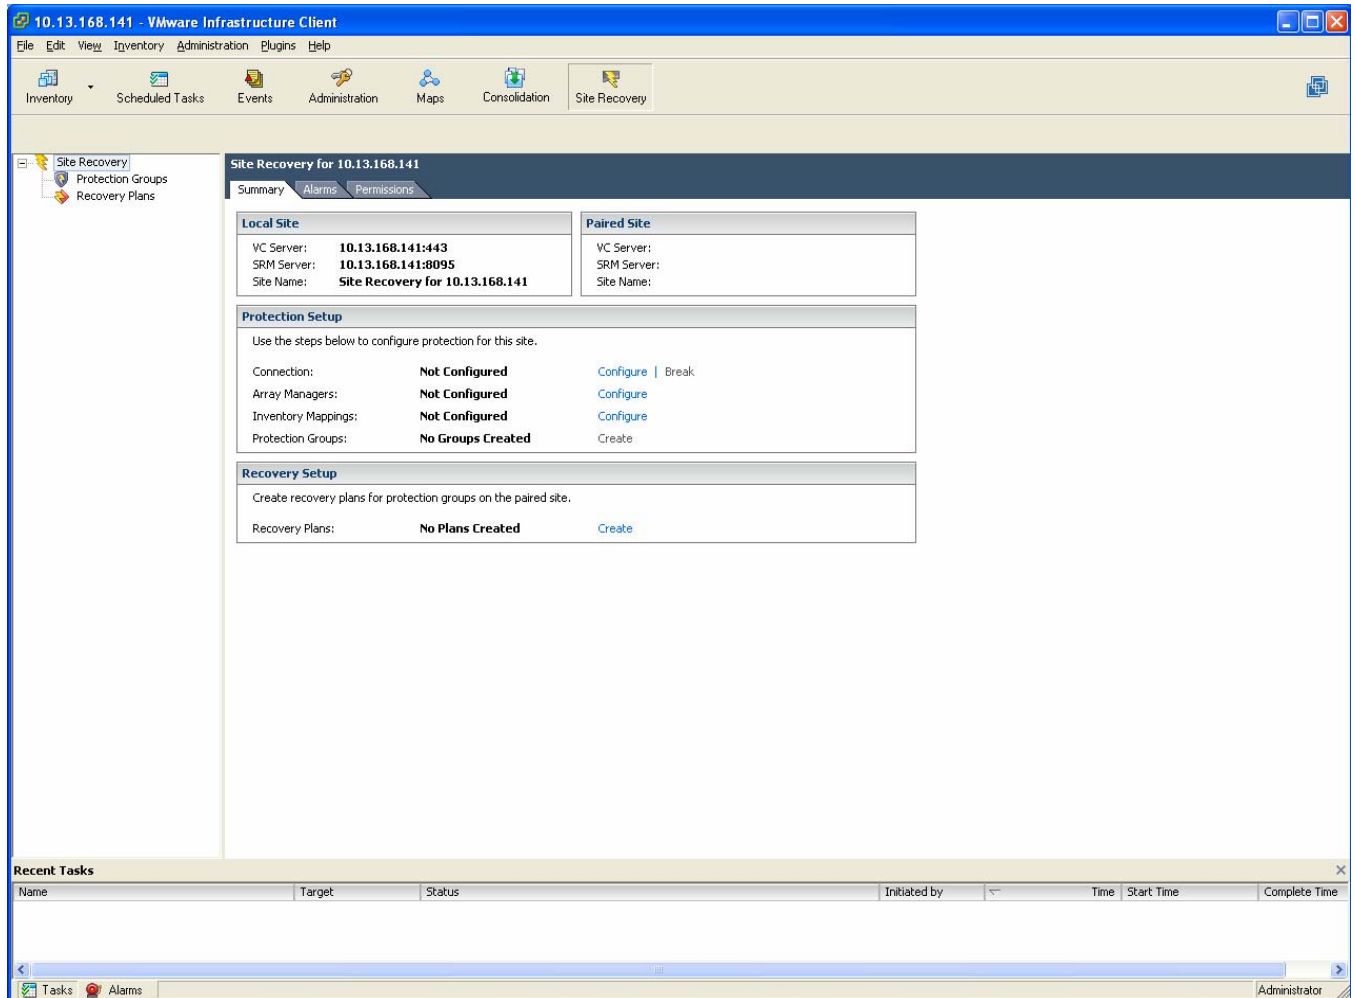 10.13.168.141 - VMware Infrastructure Client
File Edit View Inventory Administration Plugins Help
Inventory Scheduled Tasks Events Administration Maps Consolidation Site Recovery
Site Recovery
Protection Groups
Recovery Plans
Site Recovery for 10.13.168.141
Summary Alarms Permissions
Local Site
VC Server: 10.13.168.141:443
SRM Server: 10.13.168.141:8095
Site Name: Site Recovery for 10.13.168.141
Paired Site
VC Server:
SRM Server:
Site Name:
Protection Setup
Use the steps below to configure protection for this site.
Connection: Not Configured Configure | Break
Array Managers: Not Configured Configure
Inventory Mappings: Not Configured Configure
Protection Groups: No Groups Created Create
Recovery Setup
Create recovery plans for protection groups on the paired site.
Recovery Plans: No Plans Created Create
Recent Tasks
Name Target Status Initiated by Time Start Time Complete Time
Tasks Alarms Administrator